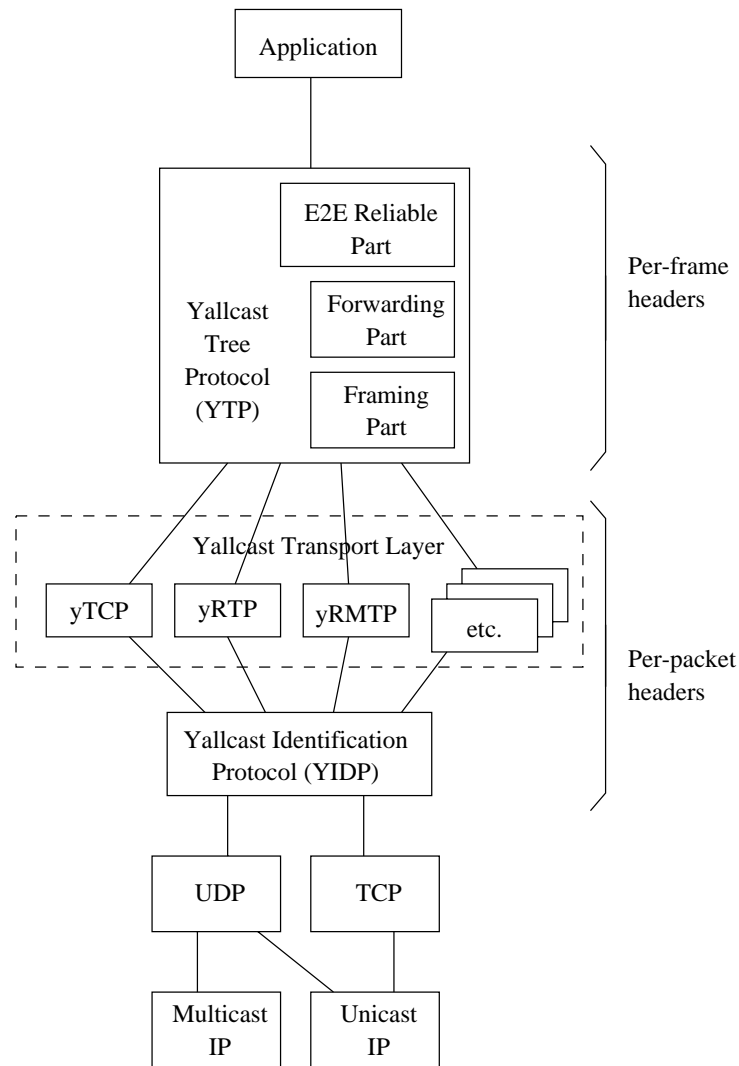 Application
E2E Reliable
Part
Forwarding
Part
Yallcast
Tree
Protocol
(YTP)
Framing
Part
Per-frame
headers
Yallcast Transport Layer
yTCP
yRTP
yRMTP
etc.
Per-packet
headers
Yallcast Identification
Protocol (YIDP)
UDP
TCP
Multicast
IP
Unicast
IP